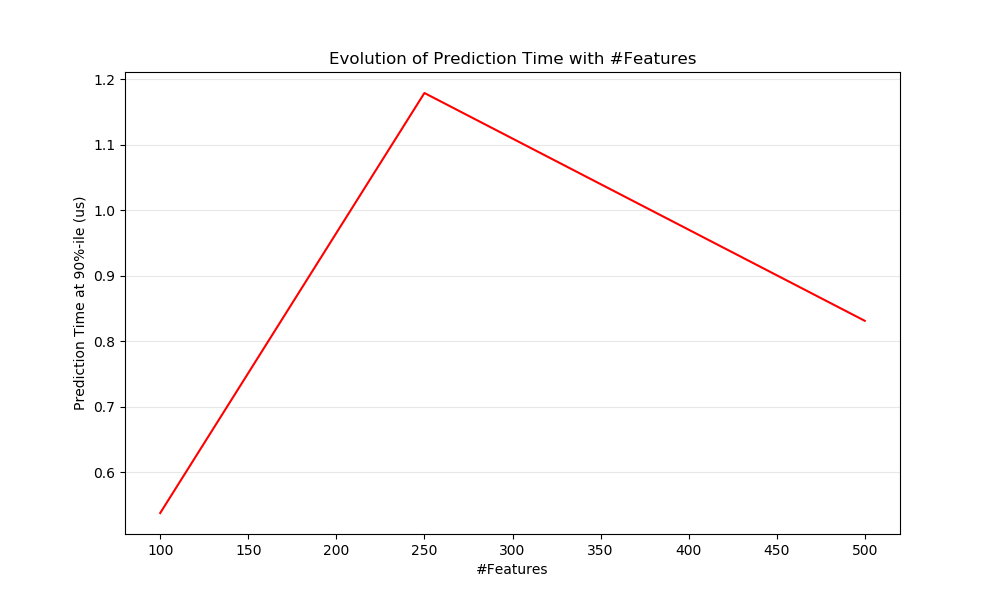 Evolution of Prediction Time with #Features
1.2
1.1
1.0
0.9
0.8
0.7
0.6
Prediction Time at 90%-ile (us)
100 150 200 250 300 350 400 450 500
#Features